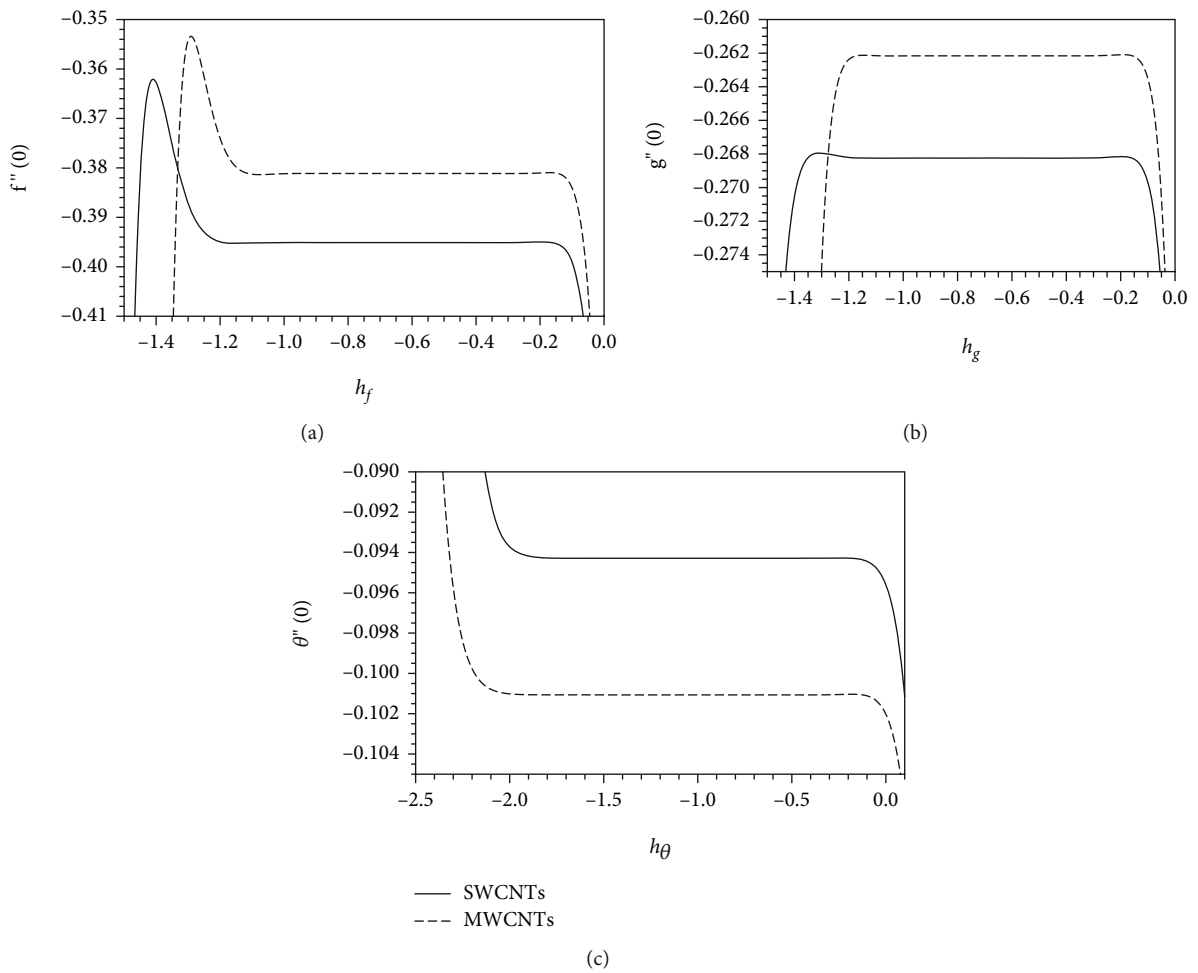 −0.35
−0.36
−0.37
−0.38
−0.39
−0.40
−0.41
f'' (0)
−1.4 −1.2 −1.0 −0.8 −0.6 −0.4 −0.2 0.0
h_f
(a)
−0.260
−0.262
−0.264
−0.266
−0.268
−0.270
−0.272
−0.274
g'' (0)
−1.4 −1.2 −1.0 −0.8 −0.6 −0.4 −0.2 0.0
h_g
(b)
−0.090
−0.092
−0.094
−0.096
−0.098
−0.100
−0.102
−0.104
θ'' (0)
−2.5 −2.0 −1.5 −1.0 −0.5 0.0
h_θ
SWCNTs
MWCNTs
(c)